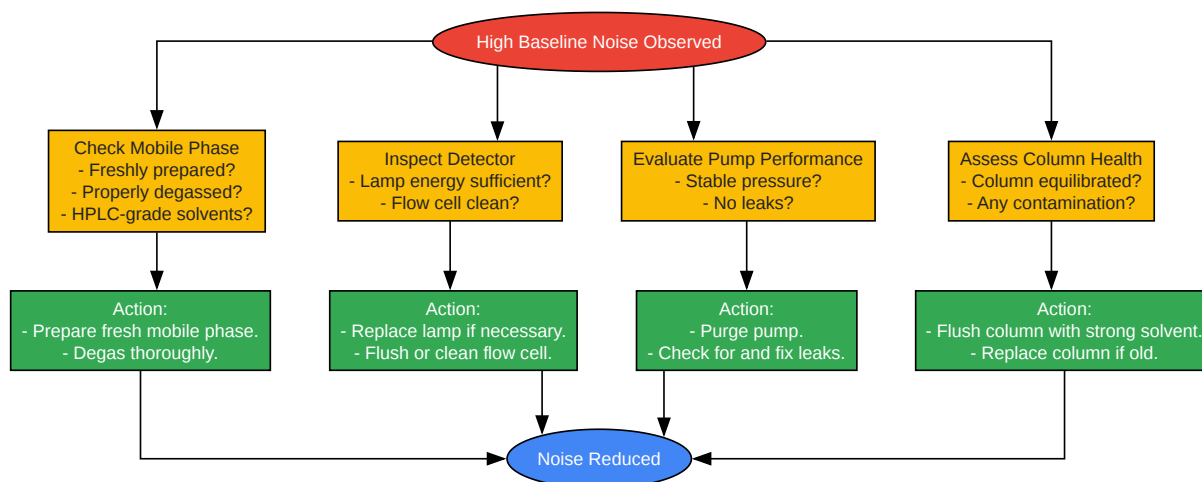 High Baseline Noise Observed
Check Mobile Phase
- Freshly prepared?
- Properly degassed?
- HPLC-grade solvents?
Inspect Detector
- Lamp energy sufficient?
- Flow cell clean?
Evaluate Pump Performance
- Stable pressure?
- No leaks?
Assess Column Health
- Column equilibrated?
- Any contamination?
Action:
- Prepare fresh mobile phase.
- Degas thoroughly.
Action:
- Replace lamp if necessary.
- Flush or clean flow cell.
Action:
- Purge pump.
- Check for and fix leaks.
Action:
- Flush column with strong solvent.
- Replace column if old.
Noise Reduced